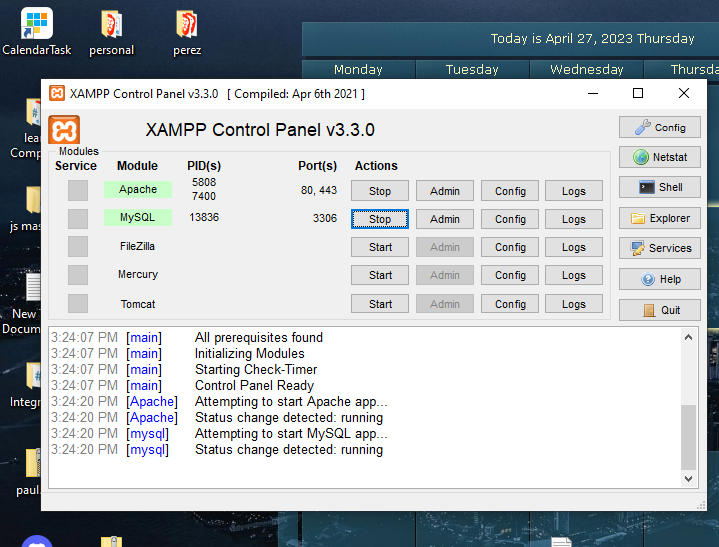 CalendarTask
personal
perez
Today is April 27, 2023 Thursday
Monday
Tuesday
Wednesday
Thursda
XAMPP Control Panel v3.3.0 [ Compiled: Apr 6th 2021 ]
XAMPP Control Panel v3.3.0
Config
Modules
Service Module PID(s) Port(s) Actions
Netstat
Apache 5808 7400 80, 443 Stop Admin Config Logs
Shell
MySQL 13836 3306 Stop Admin Config Logs
Explorer
FileZilla Start Admin Config Logs
Services
Mercury Start Admin Config Logs
Help
Tomcat Start Admin Config Logs
Quit
3:24:07 PM [main] All prerequisites found
3:24:07 PM [main] Initializing Modules
3:24:07 PM [main] Starting Check-Timer
3:24:07 PM [main] Control Panel Ready
3:24:20 PM [Apache] Attempting to start Apache app...
3:24:20 PM [Apache] Status change detected: running
3:24:20 PM [mysql] Attempting to start MySQL app...
3:24:20 PM [mysql] Status change detected: running
lear
Comp
js mas
New T
Docum
Integr
paul.